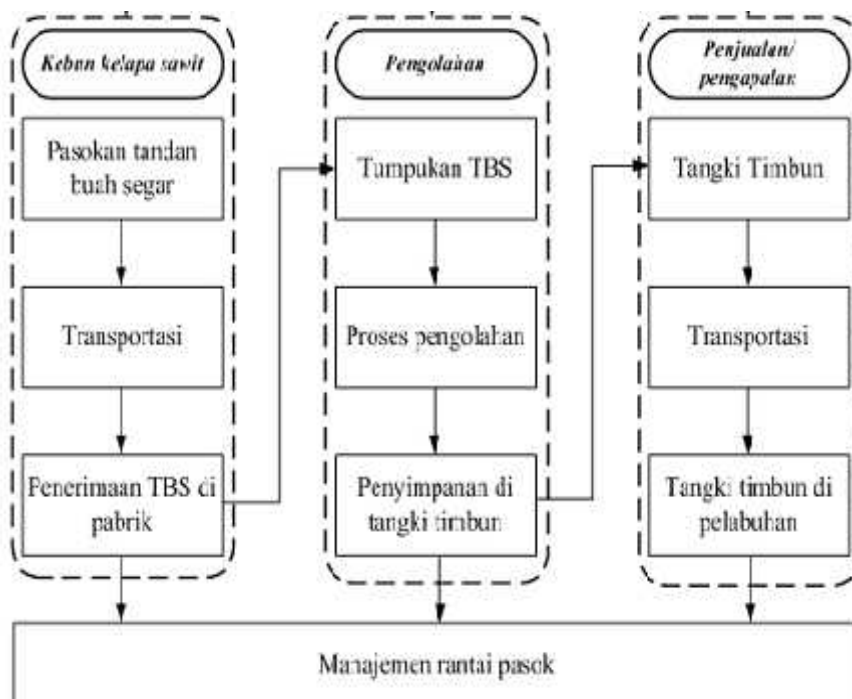 Kebun kelapa sawit
Pasokan tandan
buah segar
Transportasi
Penerimaan TBS di
pabrik
Pengolahan
Tumpukan TBS
Proses pengolahan
Penyimpanan di
tangki timbun
Penjualan/
pengapalan
Tangki Timbun
Transportasi
Tangki timbun di
pelabuhan
Manajemen rantai pasok